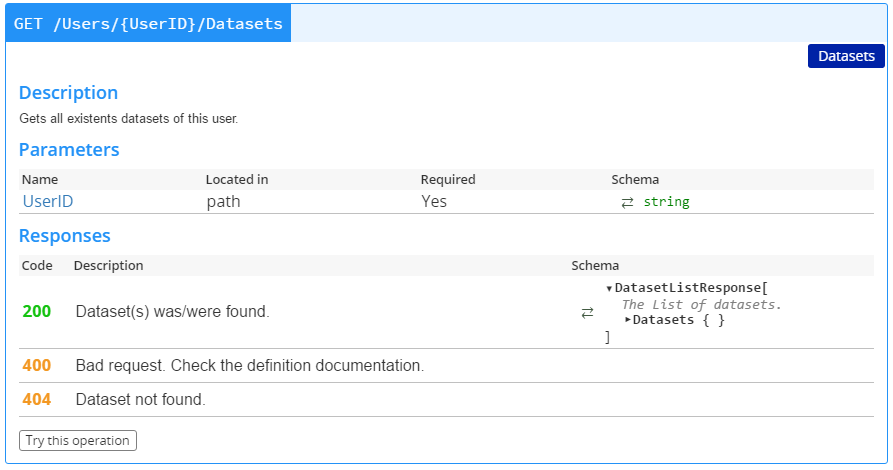 GET /Users/{UserID}/Datasets
Datasets
Description
Gets all existents datasets of this user.
Parameters
Name Located in Required Schema
UserID path Yes ⇄ string
Responses
Code Description Schema
200 Dataset(s) was/were found. ⇄ ▾DatasetListResponse[
The List of datasets.
▸Datasets { }
]
400 Bad request. Check the definition documentation.
404 Dataset not found.
Try this operation